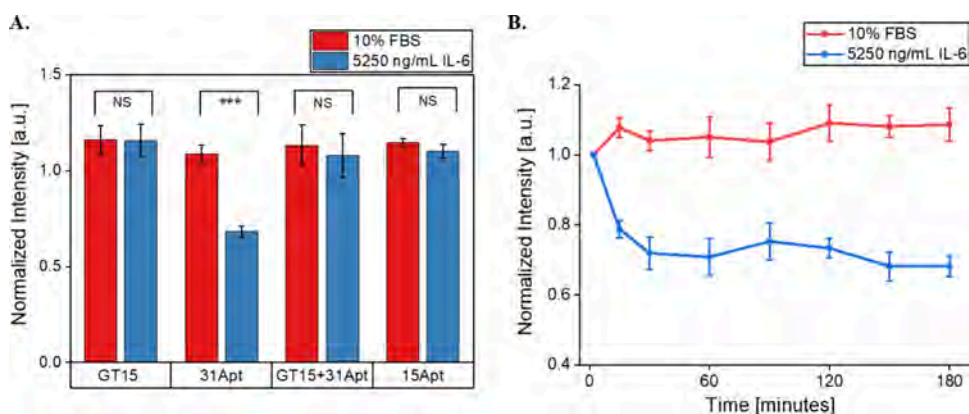 A.
10% FBS
5250 ng/mL IL-6
Normalized Intensity [a.u.]
1.5
1.0
0.5
0.0
NS
***
NS
NS
GT15
31Apt
GT15+31Apt
15Apt
B.
10% FBS
5250 ng/mL IL-6
Normalized Intensity [a.u.]
1.2
1.0
0.8
0.6
0.4
0
60
120
180
Time [minutes]